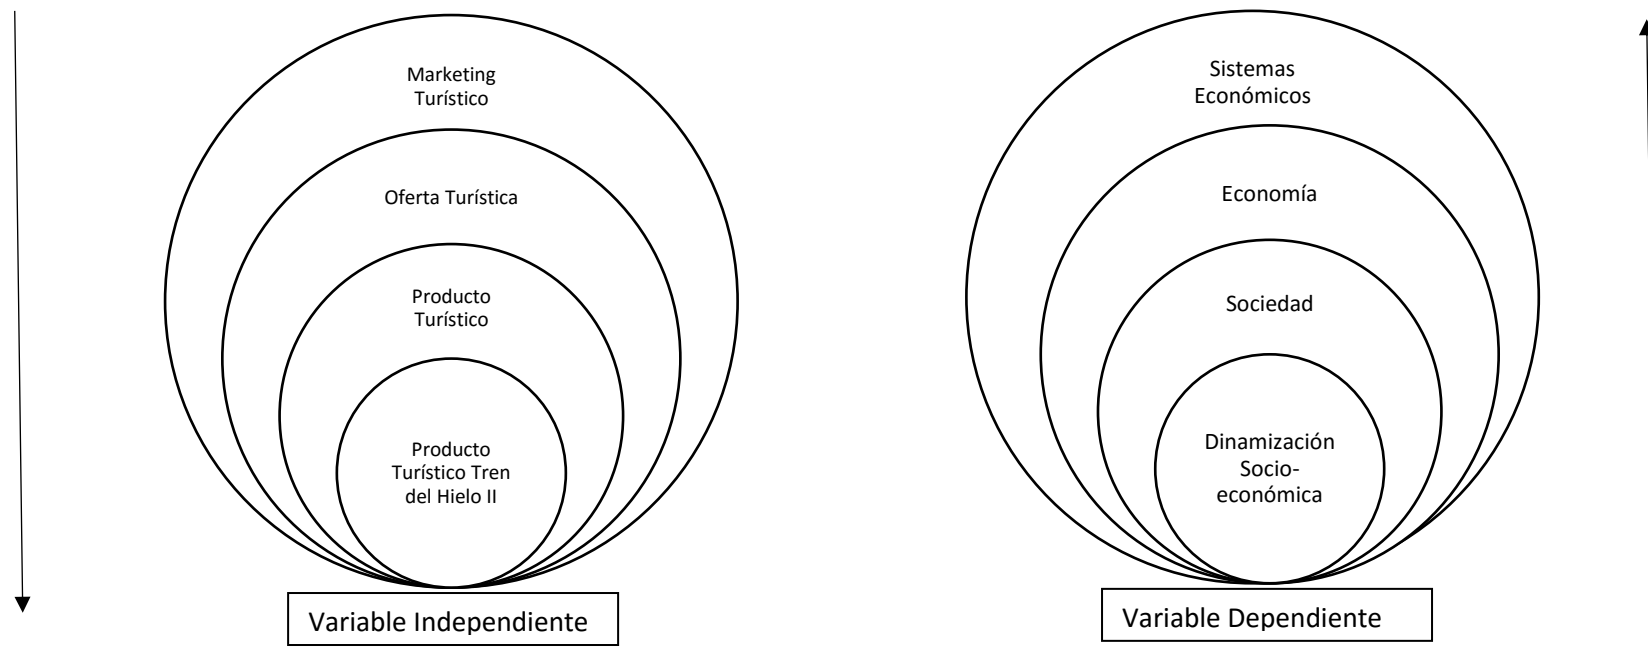 Marketing
Turístico
Oferta Turística
Producto
Turístico
Producto
Turístico Tren
del Hielo II
Variable Independiente
Sistemas
Económicos
Economía
Sociedad
Dinamización
Socio-
económica
Variable Dependiente